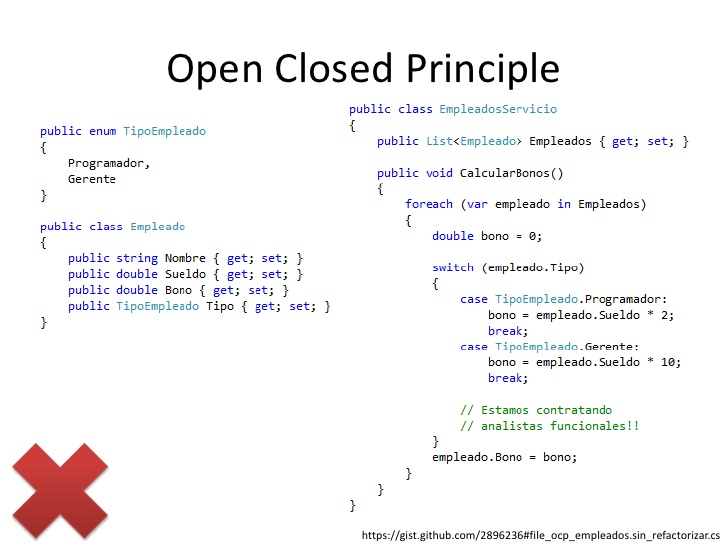 Open Closed Principle
public enum TipoEmpleado
{
    Programador,
    Gerente
}
public class Empleado
{
    public string Nombre { get; set; }
    public double Sueldo { get; set; }
    public double Bono { get; set; }
    public TipoEmpleado Tipo { get; set; }
}
public class EmpleadosServicio
{
    public List<Empleado> Empleados { get; set; }
    public void CalcularBonos()
    {
        foreach (var empleado in Empleados)
        {
            double bono = 0;
            switch (empleado.Tipo)
            {
                case TipoEmpleado.Programador:
                    bono = empleado.Sueldo * 2;
                    break;
                case TipoEmpleado.Gerente:
                    bono = empleado.Sueldo * 10;
                    break;
                // Estamos contratando
                // analistas funcionales!!
            }
            empleado.Bono = bono;
        }
    }
}
https://gist.github.com/2896236#file_ocp_empleados.sin_refactorizar.cs